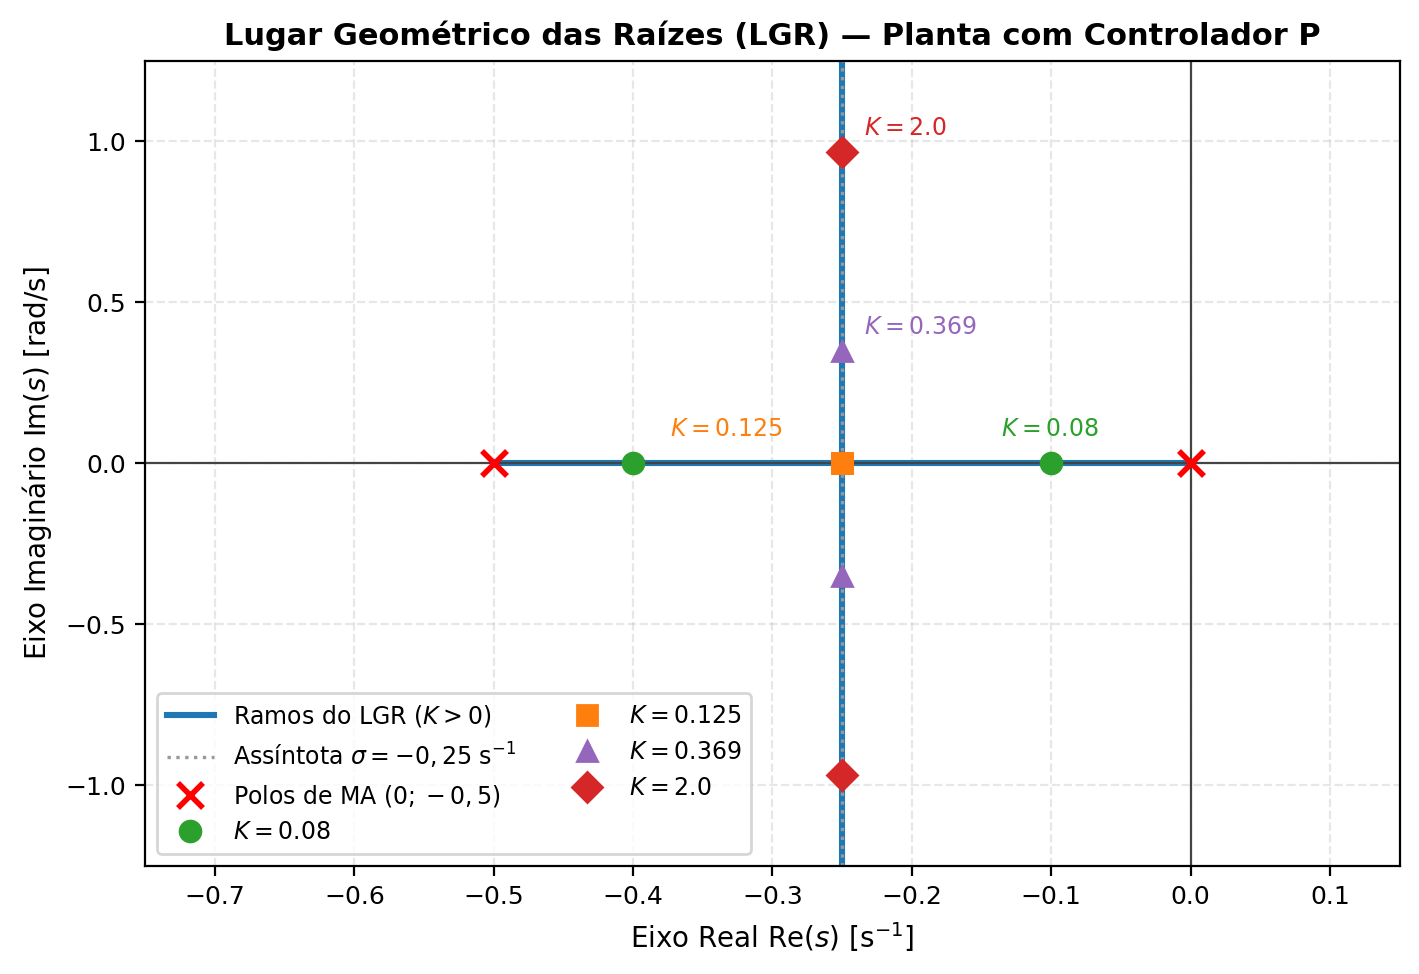 Lugar Geométrico das Raízes (LGR) — Planta com Controlador P
Eixo Imaginário Im(s) [rad/s]
1.0
0.5
0.0
−0.5
−1.0
K = 2.0
K = 0.369
K = 0.125
K = 0.08
Ramos do LGR (K > 0)
Assíntota σ = −0,25 s⁻¹
Polos de MA (0; −0,5)
K = 0.08
K = 0.125
K = 0.369
K = 2.0
−0.7 −0.6 −0.5 −0.4 −0.3 −0.2 −0.1 0.0 0.1
Eixo Real Re(s) [s⁻¹]